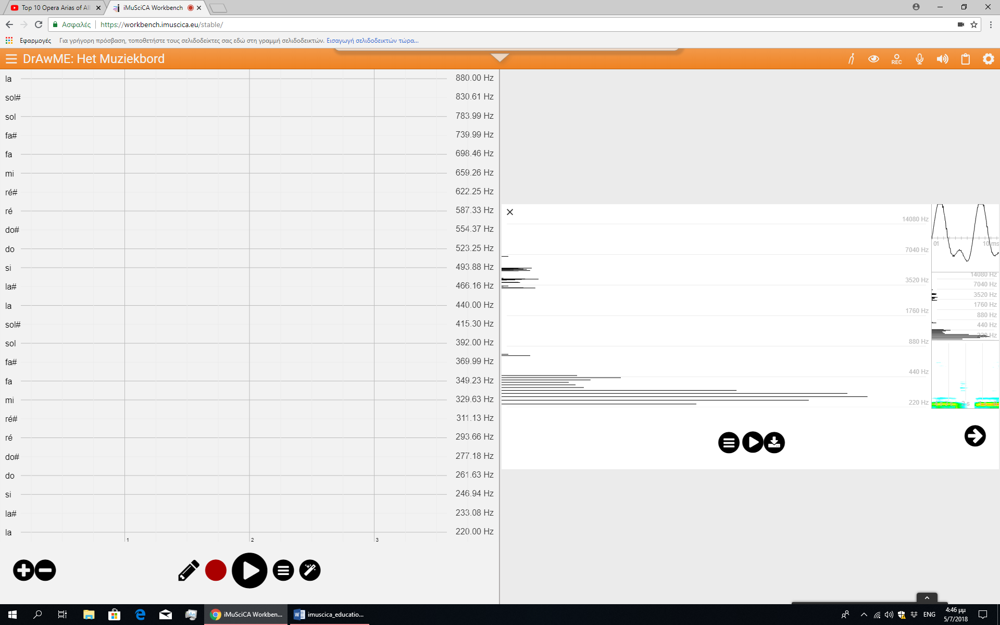 Top 10 Opera Arias of All
iMuSciCA Workbench
Ασφαλές
https://workbench.imuscica.eu/stable/
Εφαρμογές
Για γρήγορη πρόσβαση, τοποθετήστε τους σελιδοδείκτες σας εδώ στη γραμμή σελιδοδεικτών. Εισαγωγή σελιδοδεικτών τώρα...
DrAwME: Het Muziekbord
REC
la 880.00 Hz
sol# 830.61 Hz
sol 783.99 Hz
fa# 739.99 Hz
fa 698.46 Hz
mi 659.26 Hz
ré# 622.25 Hz
ré 587.33 Hz
do# 554.37 Hz
do 523.25 Hz
si 493.88 Hz
la# 466.16 Hz
la 440.00 Hz
sol# 415.30 Hz
sol 392.00 Hz
fa# 369.99 Hz
fa 349.23 Hz
mi 329.63 Hz
ré# 311.13 Hz
ré 293.66 Hz
do# 277.18 Hz
do 261.63 Hz
si 246.94 Hz
la# 233.08 Hz
la 220.00 Hz
1 2 3
14080 Hz
7040 Hz
3520 Hz
1760 Hz
880 Hz
440 Hz
220 Hz
01 10 ms
14080 Hz
7040 Hz
3520 Hz
1760 Hz
880 Hz
440 Hz
220 Hz
iMuSciCA Workben...
imuscica_educatio...
ENG
4:46 μμ
5/7/2018